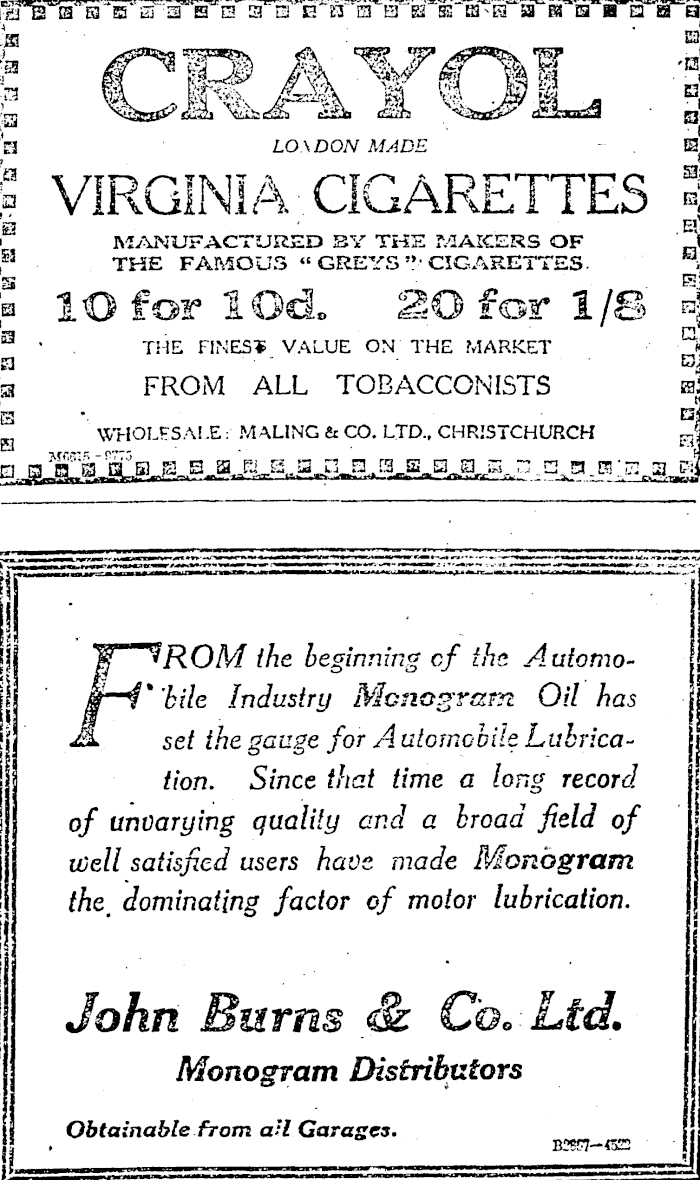 CRAYOL
LONDON MADE
VIRGINIA CIGARETTES
MANUFACTURED BY THE MAKERS OF
THE FAMOUS "GREYS" CIGARETTES.
10 for 10d. 20 for 1/8
THE FINEST VALUE ON THE MARKET
FROM ALL TOBACCONISTS
WHOLESALE: MALING & CO. LTD., CHRISTCHURCH
FROM the beginning of the Automo-
bile Industry Monogram Oil has
set the gauge for Automobile Lubrica-
tion. Since that time a long record
of unvarying quality and a broad field of
well satisfied users have made Monogram
the dominating factor of motor lubrication.
John Burns & Co. Ltd.
Monogram Distributors
Obtainable from all Garages.